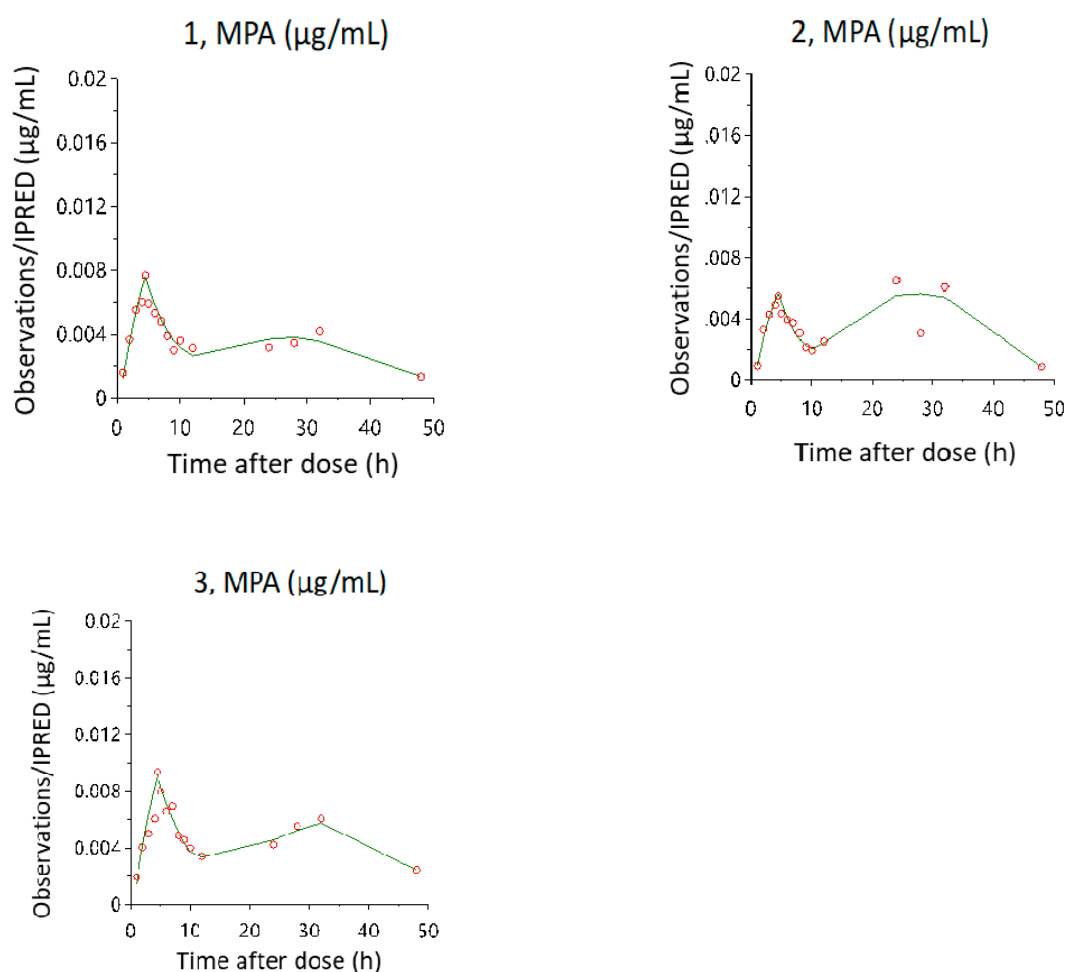 1, MPA (µg/mL)
Observations/IPRED (µg/mL)
0.02
0.016
0.012
0.008
0.004
0
0 10 20 30 40 50
Time after dose (h)
2, MPA (µg/mL)
Observations/IPRED (µg/mL)
0.02
.016
.012
.008
.004
0
0 10 20 30 40 50
Time after dose (h)
3, MPA (µg/mL)
Observations/IPRED (µg/mL)
0.02
0.016
0.012
0.008
0.004
0
0 10 20 30 40 50
Time after dose (h)